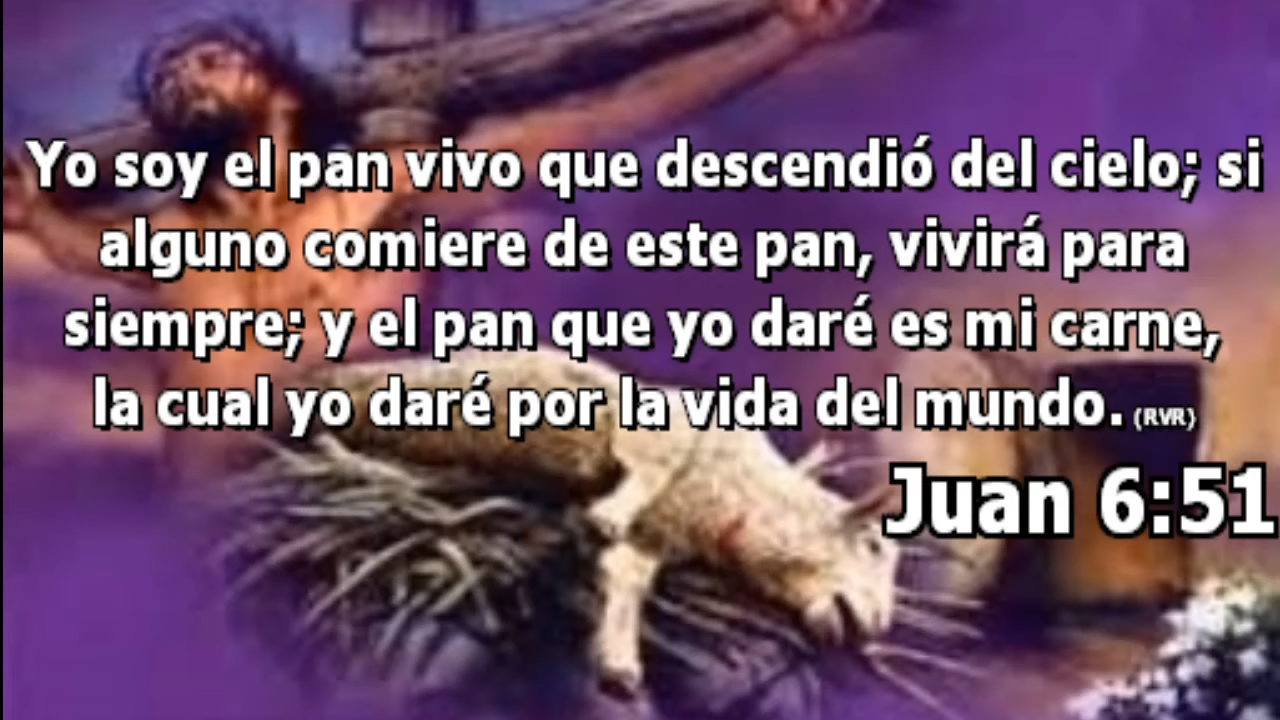 Yo soy el pan vivo que descendió del cielo; si
alguno comiere de este pan, vivirá para
siempre; y el pan que yo daré es mi carne,
la cual yo daré por la vida del mundo. (RVR)
Juan 6:51